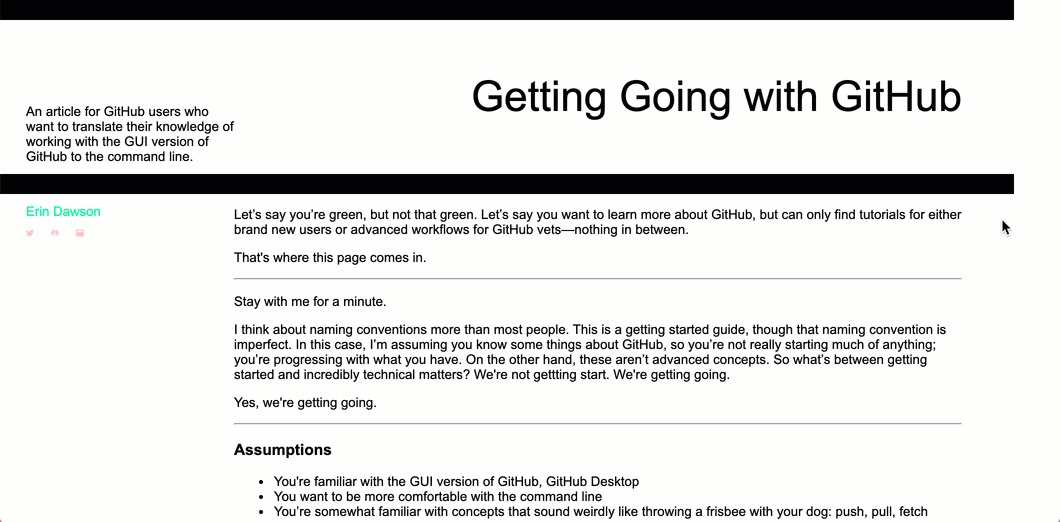 Getting Going with GitHub
An article for GitHub users who
want to translate their knowledge of
working with the GUI version of
GitHub to the command line.
Erin Dawson
Let’s say you’re green, but not that green. Let’s say you want to learn more about GitHub, but can only find tutorials for either
brand new users or advanced workflows for GitHub vets—nothing in between.
That's where this page comes in.
Stay with me for a minute.
I think about naming conventions more than most people. This is a getting started guide, though that naming convention is
imperfect. In this case, I’m assuming you know some things about GitHub, so you’re not really starting much of anything;
you’re progressing with what you have. On the other hand, these aren’t advanced concepts. So what’s between getting
started and incredibly technical matters? We're not gettting start. We're getting going.
Yes, we're getting going.
Assumptions
• You're familiar with the GUI version of GitHub, GitHub Desktop
• You want to be more comfortable with the command line
• You’re somewhat familiar with concepts that sound weirdly like throwing a frisbee with your dog: push, pull, fetch